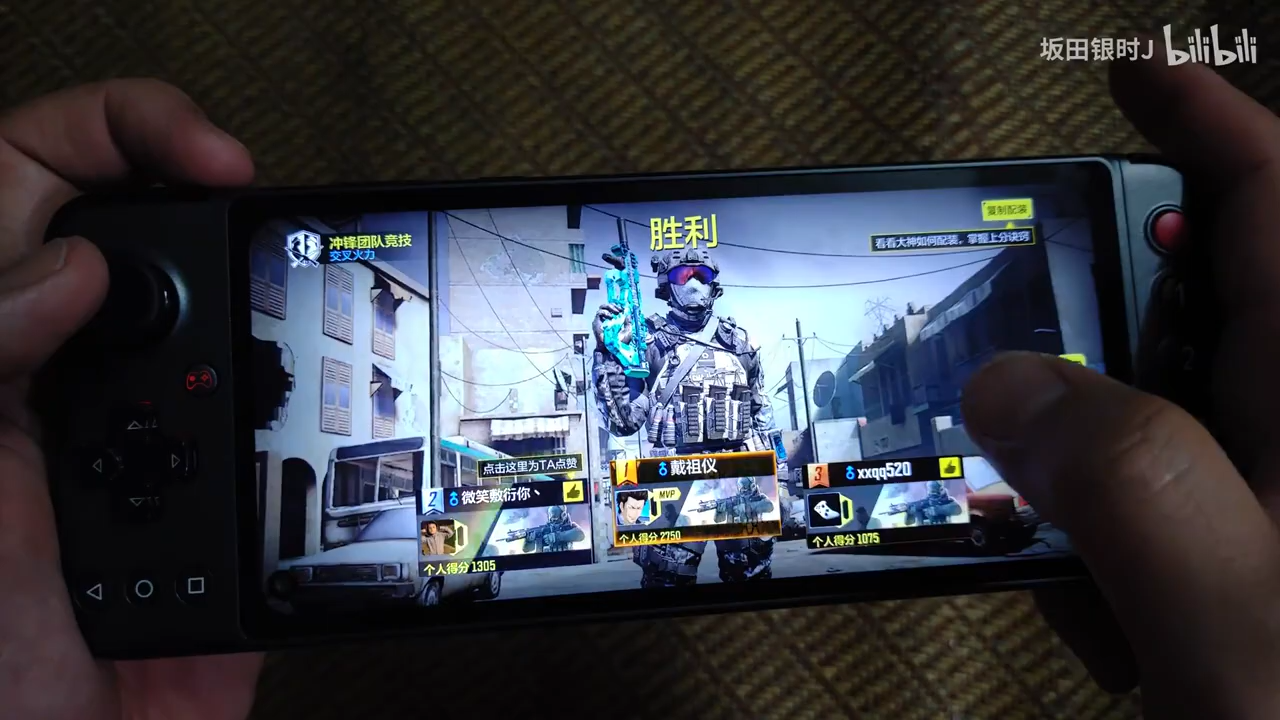 坂田银时J bilibili
胜利
复制配装
冲锋团队竞技
交叉火力
看看大神如何配装，掌握上分诀窍
点击这里为TA点赞
2 微笑敷衍你丶
个人得分 1305
1 戴祖仪
MVP
个人得分 2750
3 xxqq520
个人得分 1075